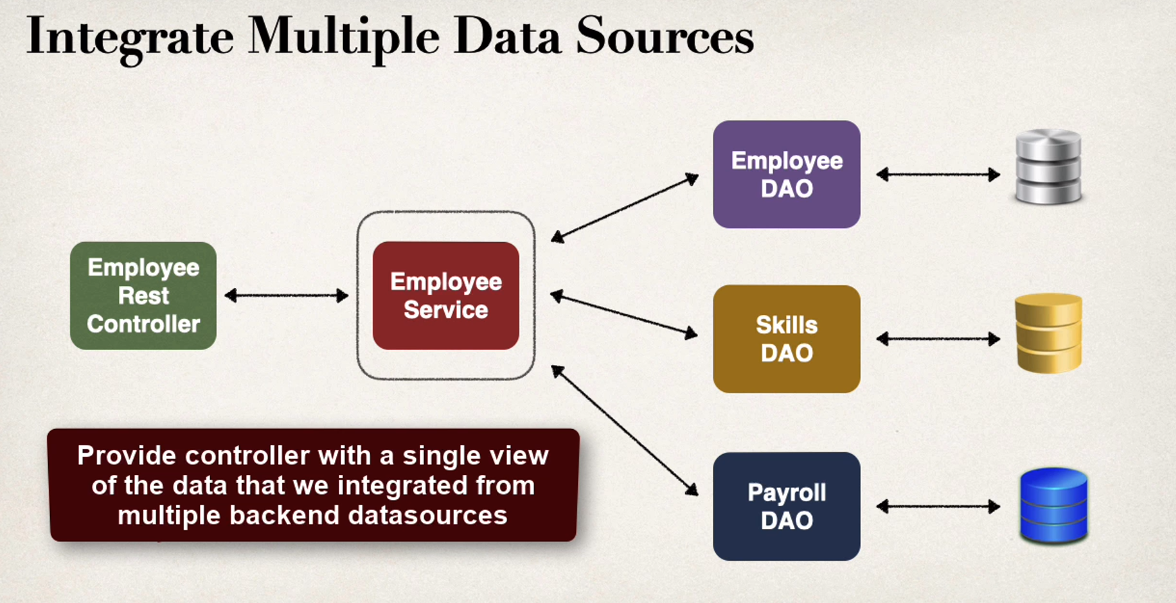 Integrate Multiple Data Sources
Employee
DAO
Employee
Rest
Controller
Employee
Service
Skills
DAO
Provide controller with a single view
of the data that we integrated from
multiple backend datasources
Payroll
DAO